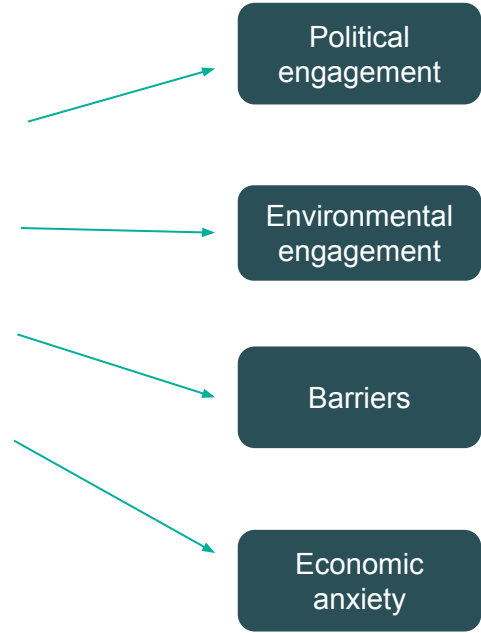 Political
engagement
Environmental
engagement
Barriers
Economic
anxiety